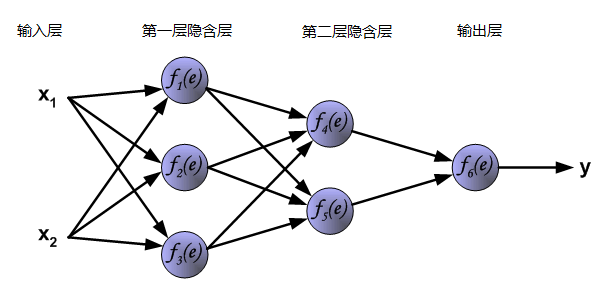 输入层 第一层隐含层 第二层隐含层 输出层
f1(e)
x1
f4(e)
f2(e) f6(e) y
f5(e)
x2
f3(e)